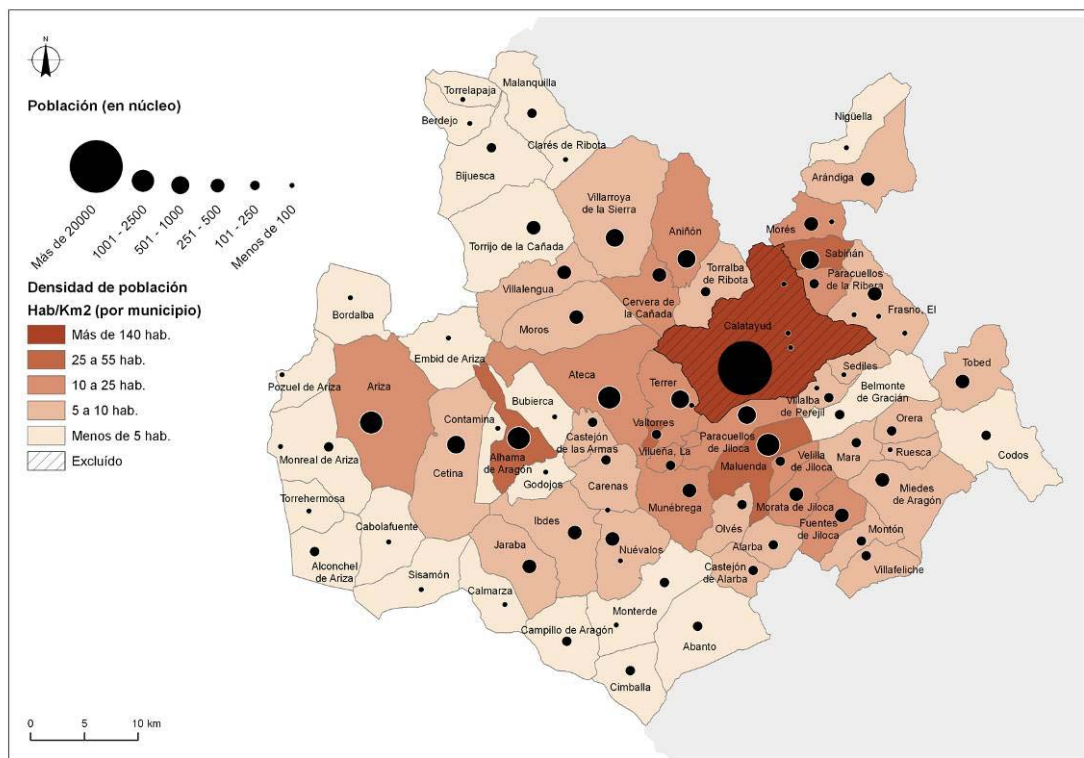 N
Población (en núcleo)
Más de 20000
1001 - 2500
501 - 1000
251 - 500
101 - 250
Menos de 100
Densidad de población
Hab/Km2 (por municipio)
Más de 140 hab.
25 a 55 hab.
10 a 25 hab.
5 a 10 hab.
Menos de 5 hab.
Excluído
0 5 10 km
Torrelapaja
Malanquilla
Berdejo
Clarés de Ribota
Bijuesca
Nigüella
Arándiga
Villarroya
de la Sierra
Aniñón
Morés
Torrijo de la Cañada
Sabiñán
Torralba
de Ribota
Paracuellos
de la Ribera
Villalengua
Cervera de
la Cañada
Frasno, El
Bordalba
Moros
Calatayud
Embid de Ariza
Tobed
Sediles
Pozuel de Ariza
Ariza
Ateca
Terrer
Belmonte
de Gracián
Bubierca
Villalba
de Perejil
Contamina
Valtorres
Orera
Castejón
de las Armas
Paracuellos
de Jiloca
Monreal de Ariza
Cetina
Alhama
de Aragón
Vilueña, La
Velilla
de Jiloca
Mara
Ruesca
Codos
Maluenda
Godojos
Carenas
Miedes
de Aragón
Torrehermosa
Munébrega
Morata de Jiloca
Cabolafuente
Ibdes
Olvés
Fuentes
de Jiloca
Montón
Jaraba
Nuévalos
Alarba
Alconchel
de Ariza
Castejón
de Alarba
Villafeliche
Sisamón
Calmarza
Monterde
Campillo de Aragón
Abanto
Cimballa